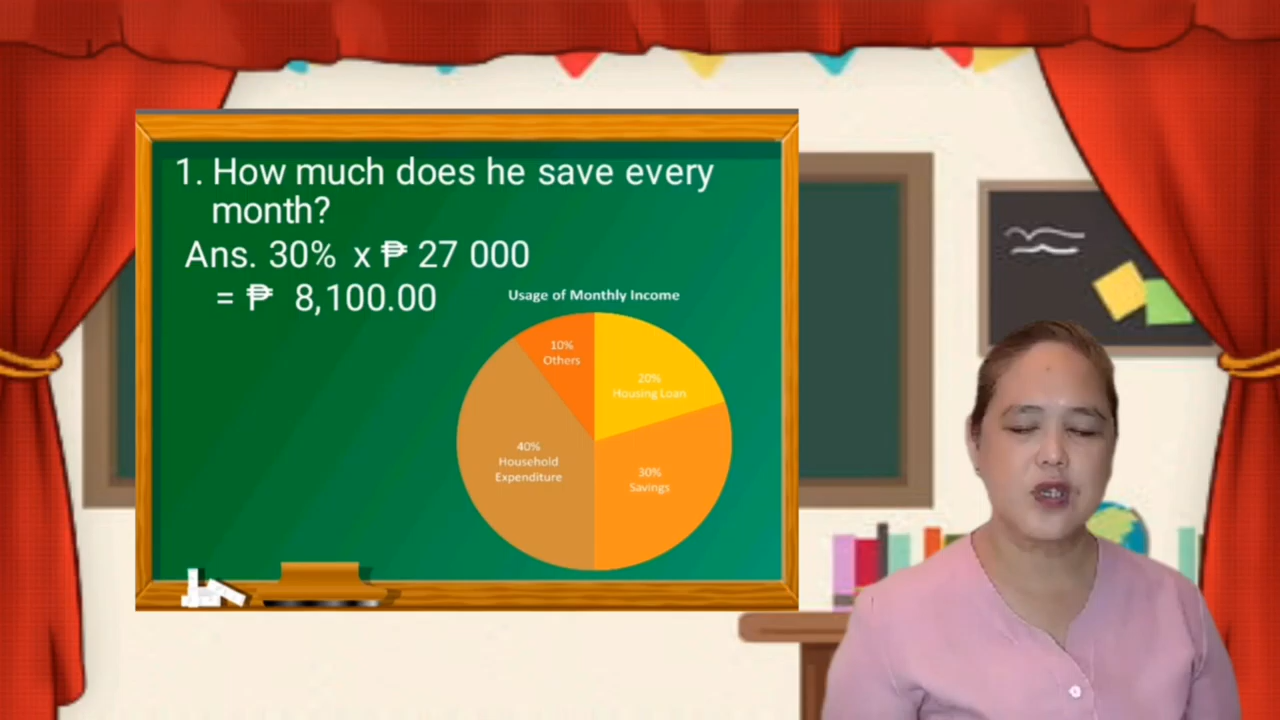 1. How much does he save every
month?
Ans. 30% x ₱ 27 000
= ₱ 8,100.00
Usage of Monthly Income
10%
Others
20%
Housing Loan
40%
Household
Expenditure
30%
Savings